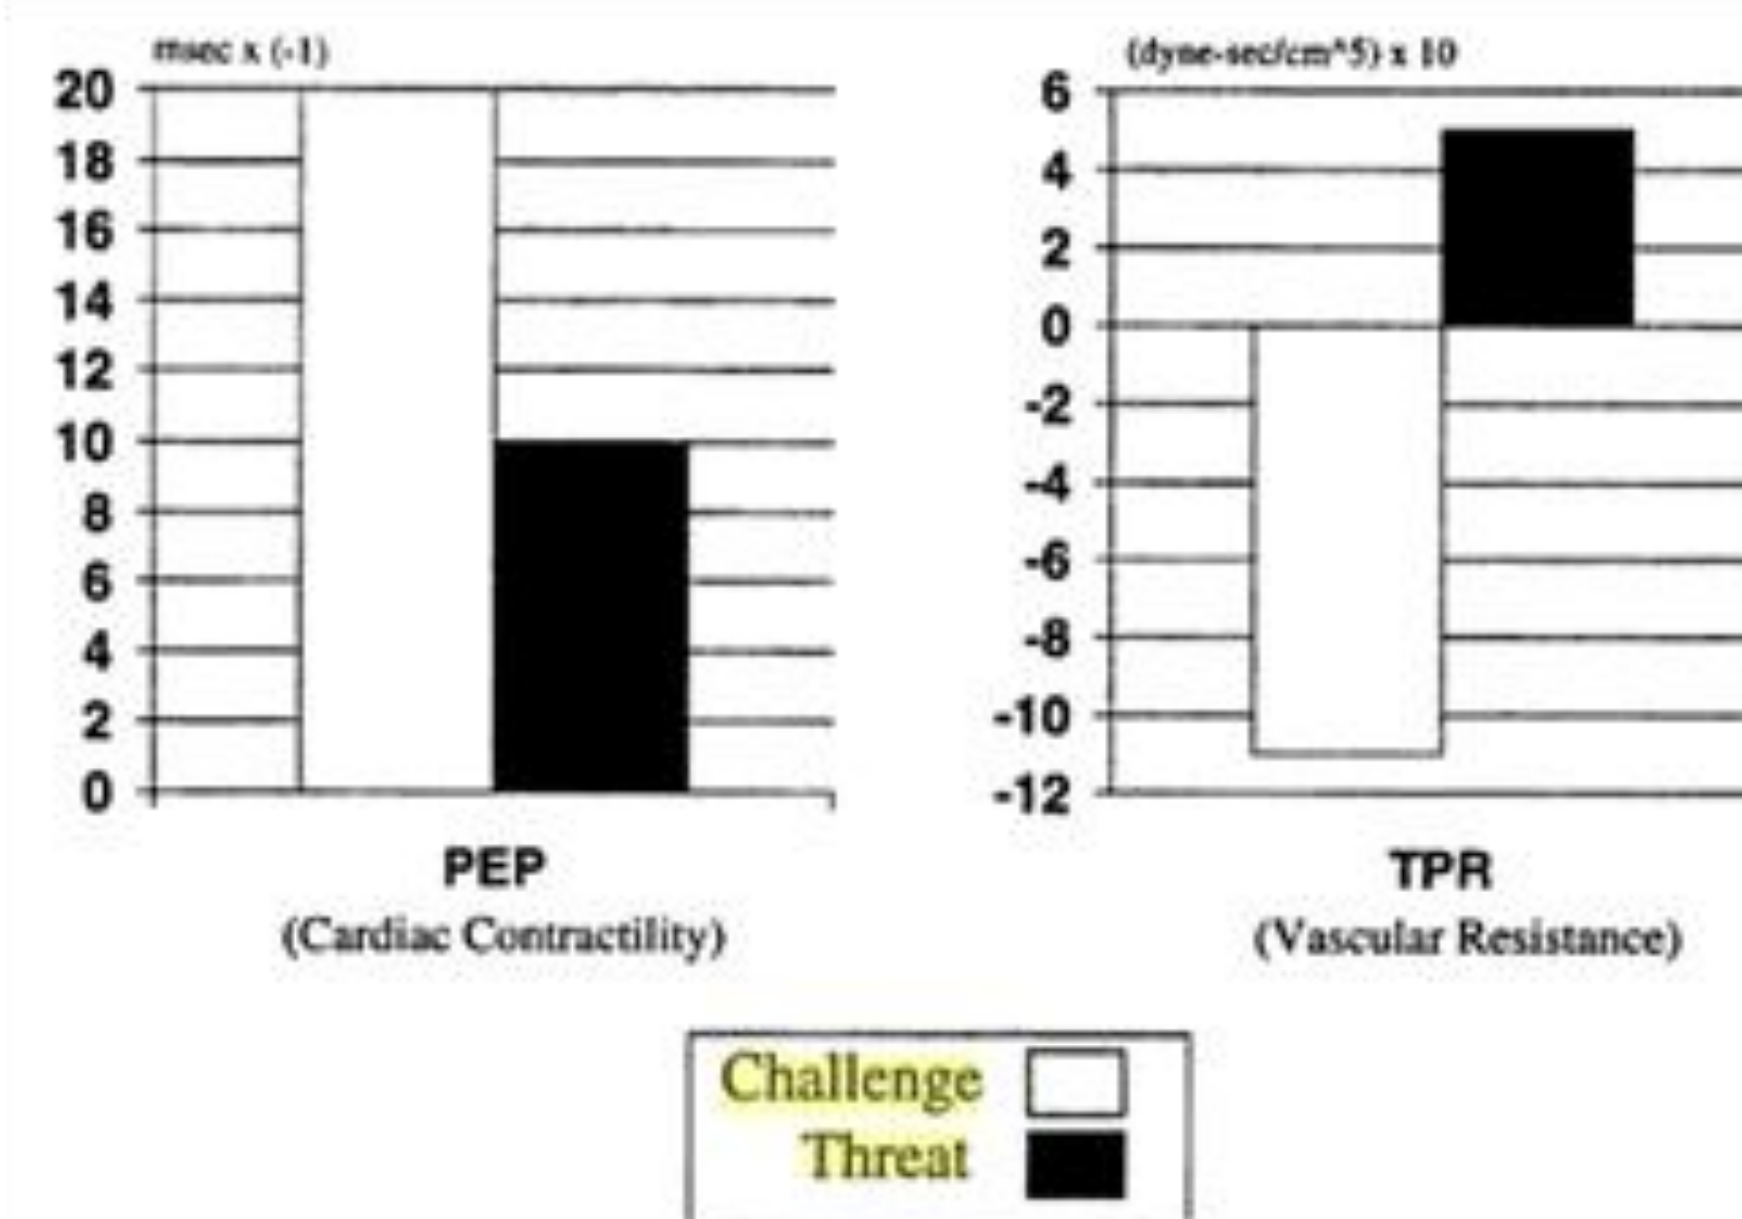 msec x (-1)
20
18
16
14
12
10
8
6
4
2
0
PEP
(Cardiac Contractility)
(dyne-sec/cm^5) x 10
6
4
2
0
-2
-4
-6
-8
-10
-12
TPR
(Vascular Resistance)
Challenge
Threat